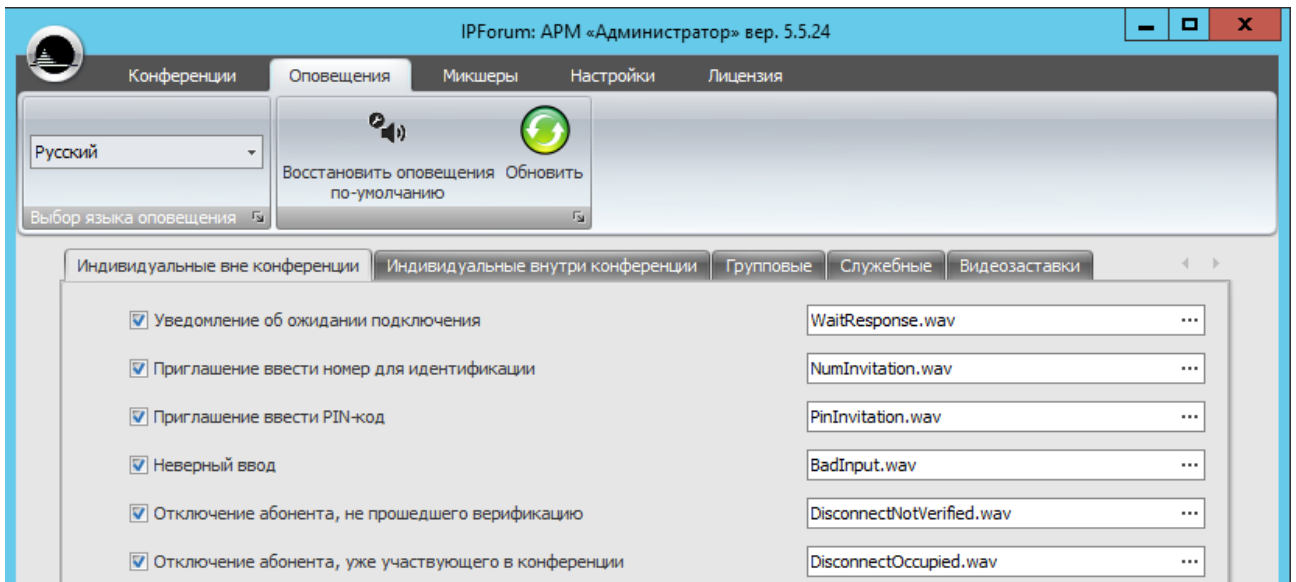 IPForum: АРМ «Администратор» вер. 5.5.24
Конференции Оповещения Микшеры Настройки Лицензия
Русский
Восстановить оповещения по-умолчанию
Обновить
Выбор языка оповещения
Индивидуальные вне конференции Индивидуальные внутри конференции Групповые Служебные Видеозаставки
Уведомление об ожидании подключения WaitResponse.wav ...
Приглашение ввести номер для идентификации NumInvitation.wav ...
Приглашение ввести PIN-код PinInvitation.wav ...
Неверный ввод BadInput.wav ...
Отключение абонента, не прошедшего верификацию DisconnectNotVerified.wav ...
Отключение абонента, уже участвующего в конференции DisconnectOccupied.wav ...